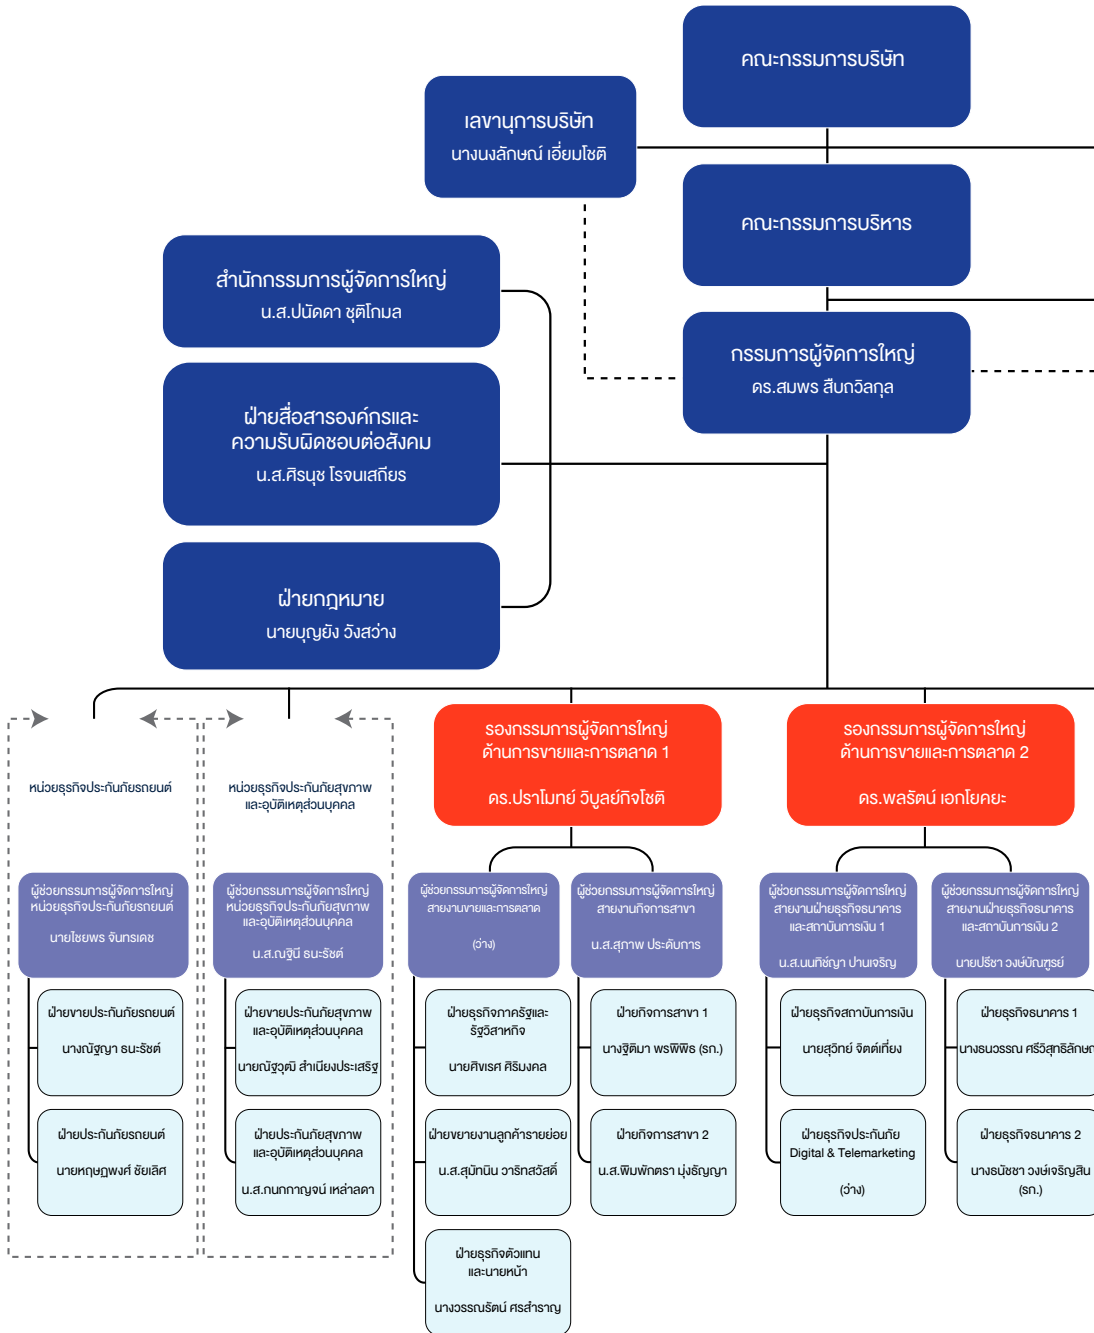 คณะกรรมการบริษัท
เลขานุการบริษัท
นางนงลักษณ์ เอี่ยมโชติ
คณะกรรมการบริหาร
สำนักกรรมการผู้จัดการใหญ่
น.ส.ปนัดดา ชุติโกมล
กรรมการผู้จัดการใหญ่
ดร.สมพร สืบถวิลกุล
ฝ่ายสื่อสารองค์กรและ
ความรับผิดชอบต่อสังคม
น.ส.ศิรนุช โรจนเสถียร
ฝ่ายกฎหมาย
นายบุญยัง วังสว่าง
หน่วยธุรกิจประกันภัยรถยนต์
หน่วยธุรกิจประกันภัยสุขภาพ
และอุบัติเหตุส่วนบุคคล
รองกรรมการผู้จัดการใหญ่
ด้านการขายและการตลาด 1
ดร.ปราโมทย์ วิบูลย์กิจโชติ
รองกรรมการผู้จัดการใหญ่
ด้านการขายและการตลาด 2
ดร.พลรัตน์ เอกโยคยะ
ผู้ช่วยกรรมการผู้จัดการใหญ่
หน่วยธุรกิจประกันภัยรถยนต์
นายไชยพร จันทรเดช
ผู้ช่วยกรรมการผู้จัดการใหญ่
หน่วยธุรกิจประกันภัยสุขภาพ
และอุบัติเหตุส่วนบุคคล
น.ส.ณฐินี ธนะรัชต์
ผู้ช่วยกรรมการผู้จัดการใหญ่
สายงานขายและการตลาด
(ว่าง)
ผู้ช่วยกรรมการผู้จัดการใหญ่
สายงานกิจการสาขา
น.ส.สุภาพ ประดับการ
ผู้ช่วยกรรมการผู้จัดการใหญ่
สายงานฝ่ายธุรกิจธนาคาร
และสถาบันการเงิน 1
น.ส.นนทิชญา ปานเจริญ
ผู้ช่วยกรรมการผู้จัดการใหญ่
สายงานฝ่ายธุรกิจธนาคาร
และสถาบันการเงิน 2
นายปรีชา วงษ์บัณฑูรย์
ฝ่ายขายประกันภัยรถยนต์
นางณัฐญา ธนะรัชต์
ฝ่ายขายประกันภัยสุขภาพ
และอุบัติเหตุส่วนบุคคล
นายณัฐวุฒิ สำเนียงประเสริฐ
ฝ่ายธุรกิจภาครัฐและ
รัฐวิสาหกิจ
นายศิขเรศ ศิริมงคล
ฝ่ายกิจการสาขา 1
นางฐิติมา พรพิพิธ (รก.)
ฝ่ายธุรกิจสถาบันการเงิน
นายสุวิทย์ จิตต์เที่ยง
ฝ่ายธุรกิจธนาคาร 1
นางธนวรรณ ศรีวิสุทธิลักษณ์
ฝ่ายประกันภัยรถยนต์
นายหฤษฎพงศ์ ชัยเลิศ
ฝ่ายประกันภัยสุขภาพ
และอุบัติเหตุส่วนบุคคล
น.ส.กนกกาญจน์ เหล่าลดา
ฝ่ายขยายงานลูกค้ารายย่อย
น.ส.สุมัทนิน วาริทสวัสดิ์
ฝ่ายกิจการสาขา 2
น.ส.พิมพักตรา มุ่งธัญญา
ฝ่ายธุรกิจประกันภัย
Digital & Telemarketing
(ว่าง)
ฝ่ายธุรกิจธนาคาร 2
นางธนัชชา วงษ์เจริญสิน
(รก.)
ฝ่ายธุรกิจตัวแทน
และนายหน้า
นางวรรณรัตน์ ศรสำราญ